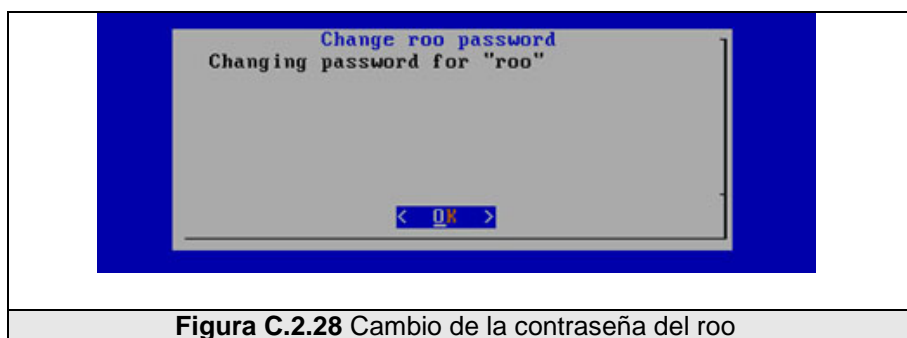 Change roo password
Changing password for "roo"
< OK >
Figura C.2.28 Cambio de la contraseña del roo